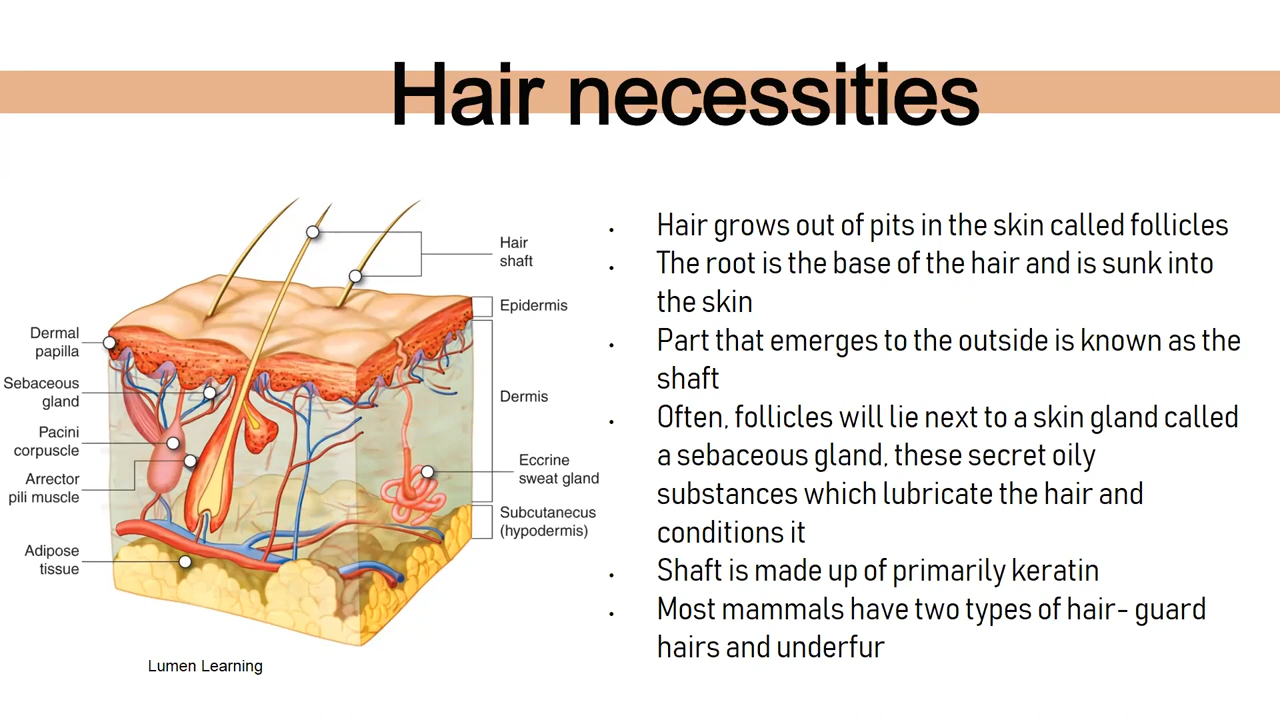 Hair necessities
Hair
shaft
Epidermis
Dermis
Eccrine
sweat gland
Subcutanecus
(hypodermis)
Dermal
papilla
Sebaceous
gland
Pacini
corpuscle
Arrector
pili muscle
Adipose
tissue
Lumen Learning
• Hair grows out of pits in the skin called follicles
• The root is the base of the hair and is sunk into
the skin
• Part that emerges to the outside is known as the
shaft
• Often, follicles will lie next to a skin gland called
a sebaceous gland, these secret oily
substances which lubricate the hair and
conditions it
• Shaft is made up of primarily keratin
• Most mammals have two types of hair- guard
hairs and underfur